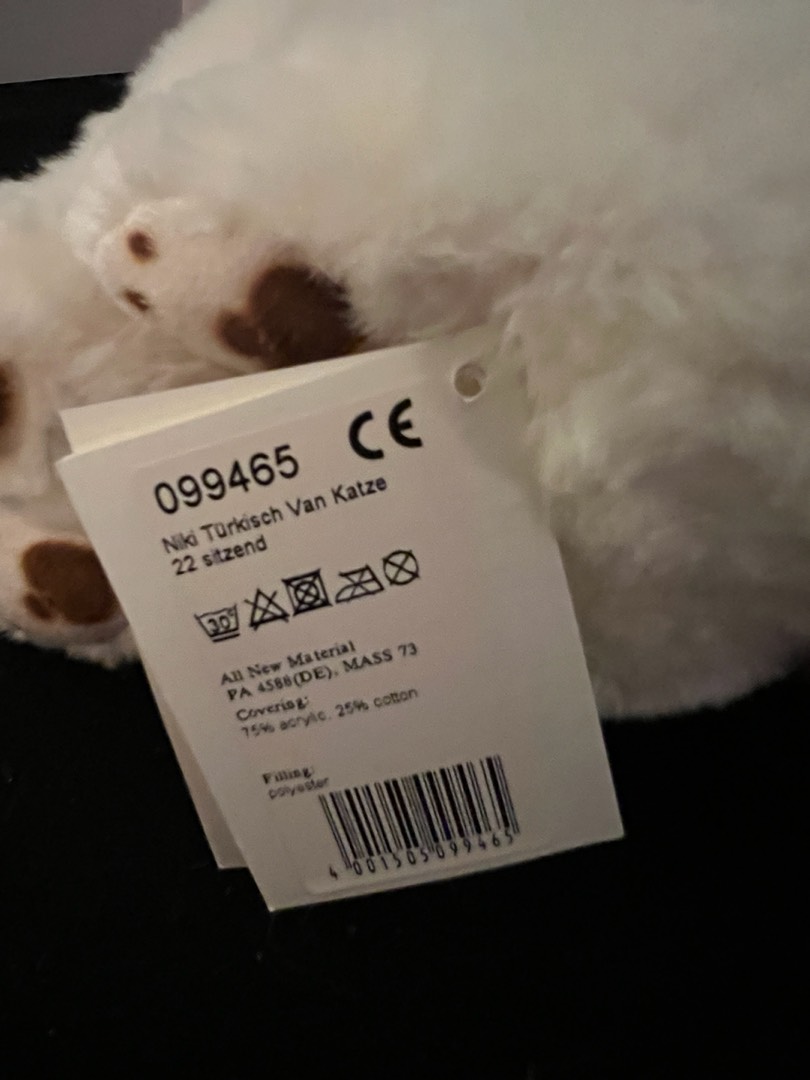 099465 CE
Niki Türkisch Van Katze
22 sitzend
30
All New Material
PA 4588(DE), MASS 73
Covering:
75% acrylic, 25% cotton
Filling:
polyester
4 001505 099465